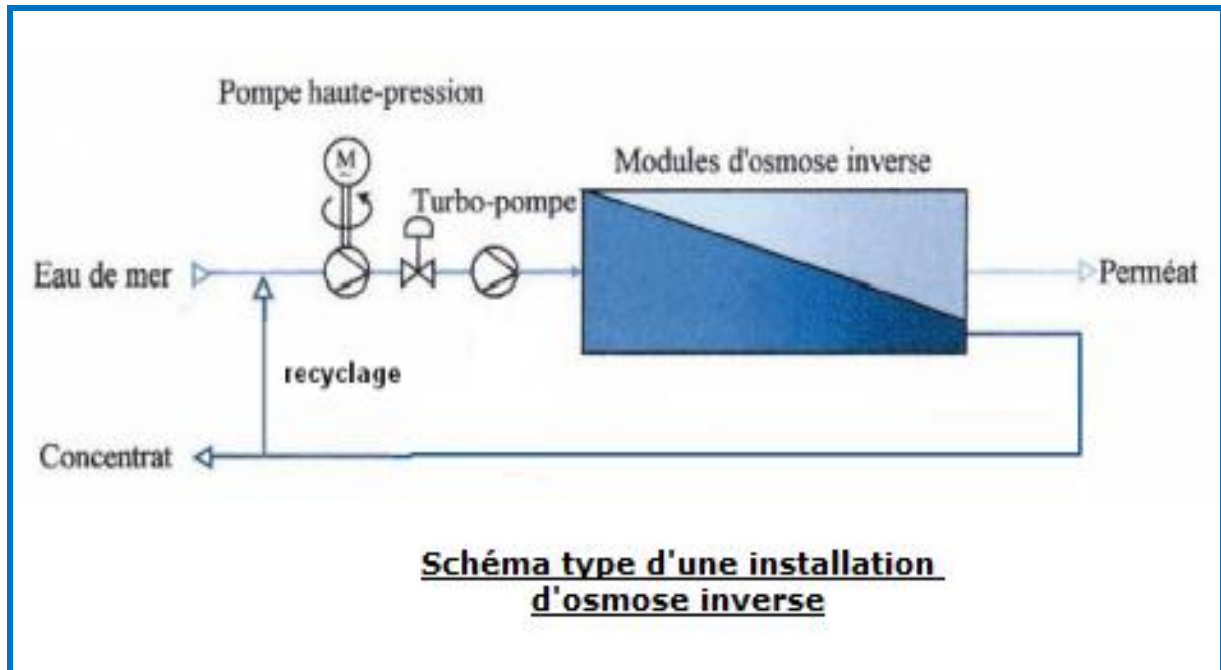 Pompe haute-pression
M
Modules d'osmose inverse
Turbo-pompe
Eau de mer
Perméat
recyclage
Concentrat
Schéma type d'une installation
d'osmose inverse